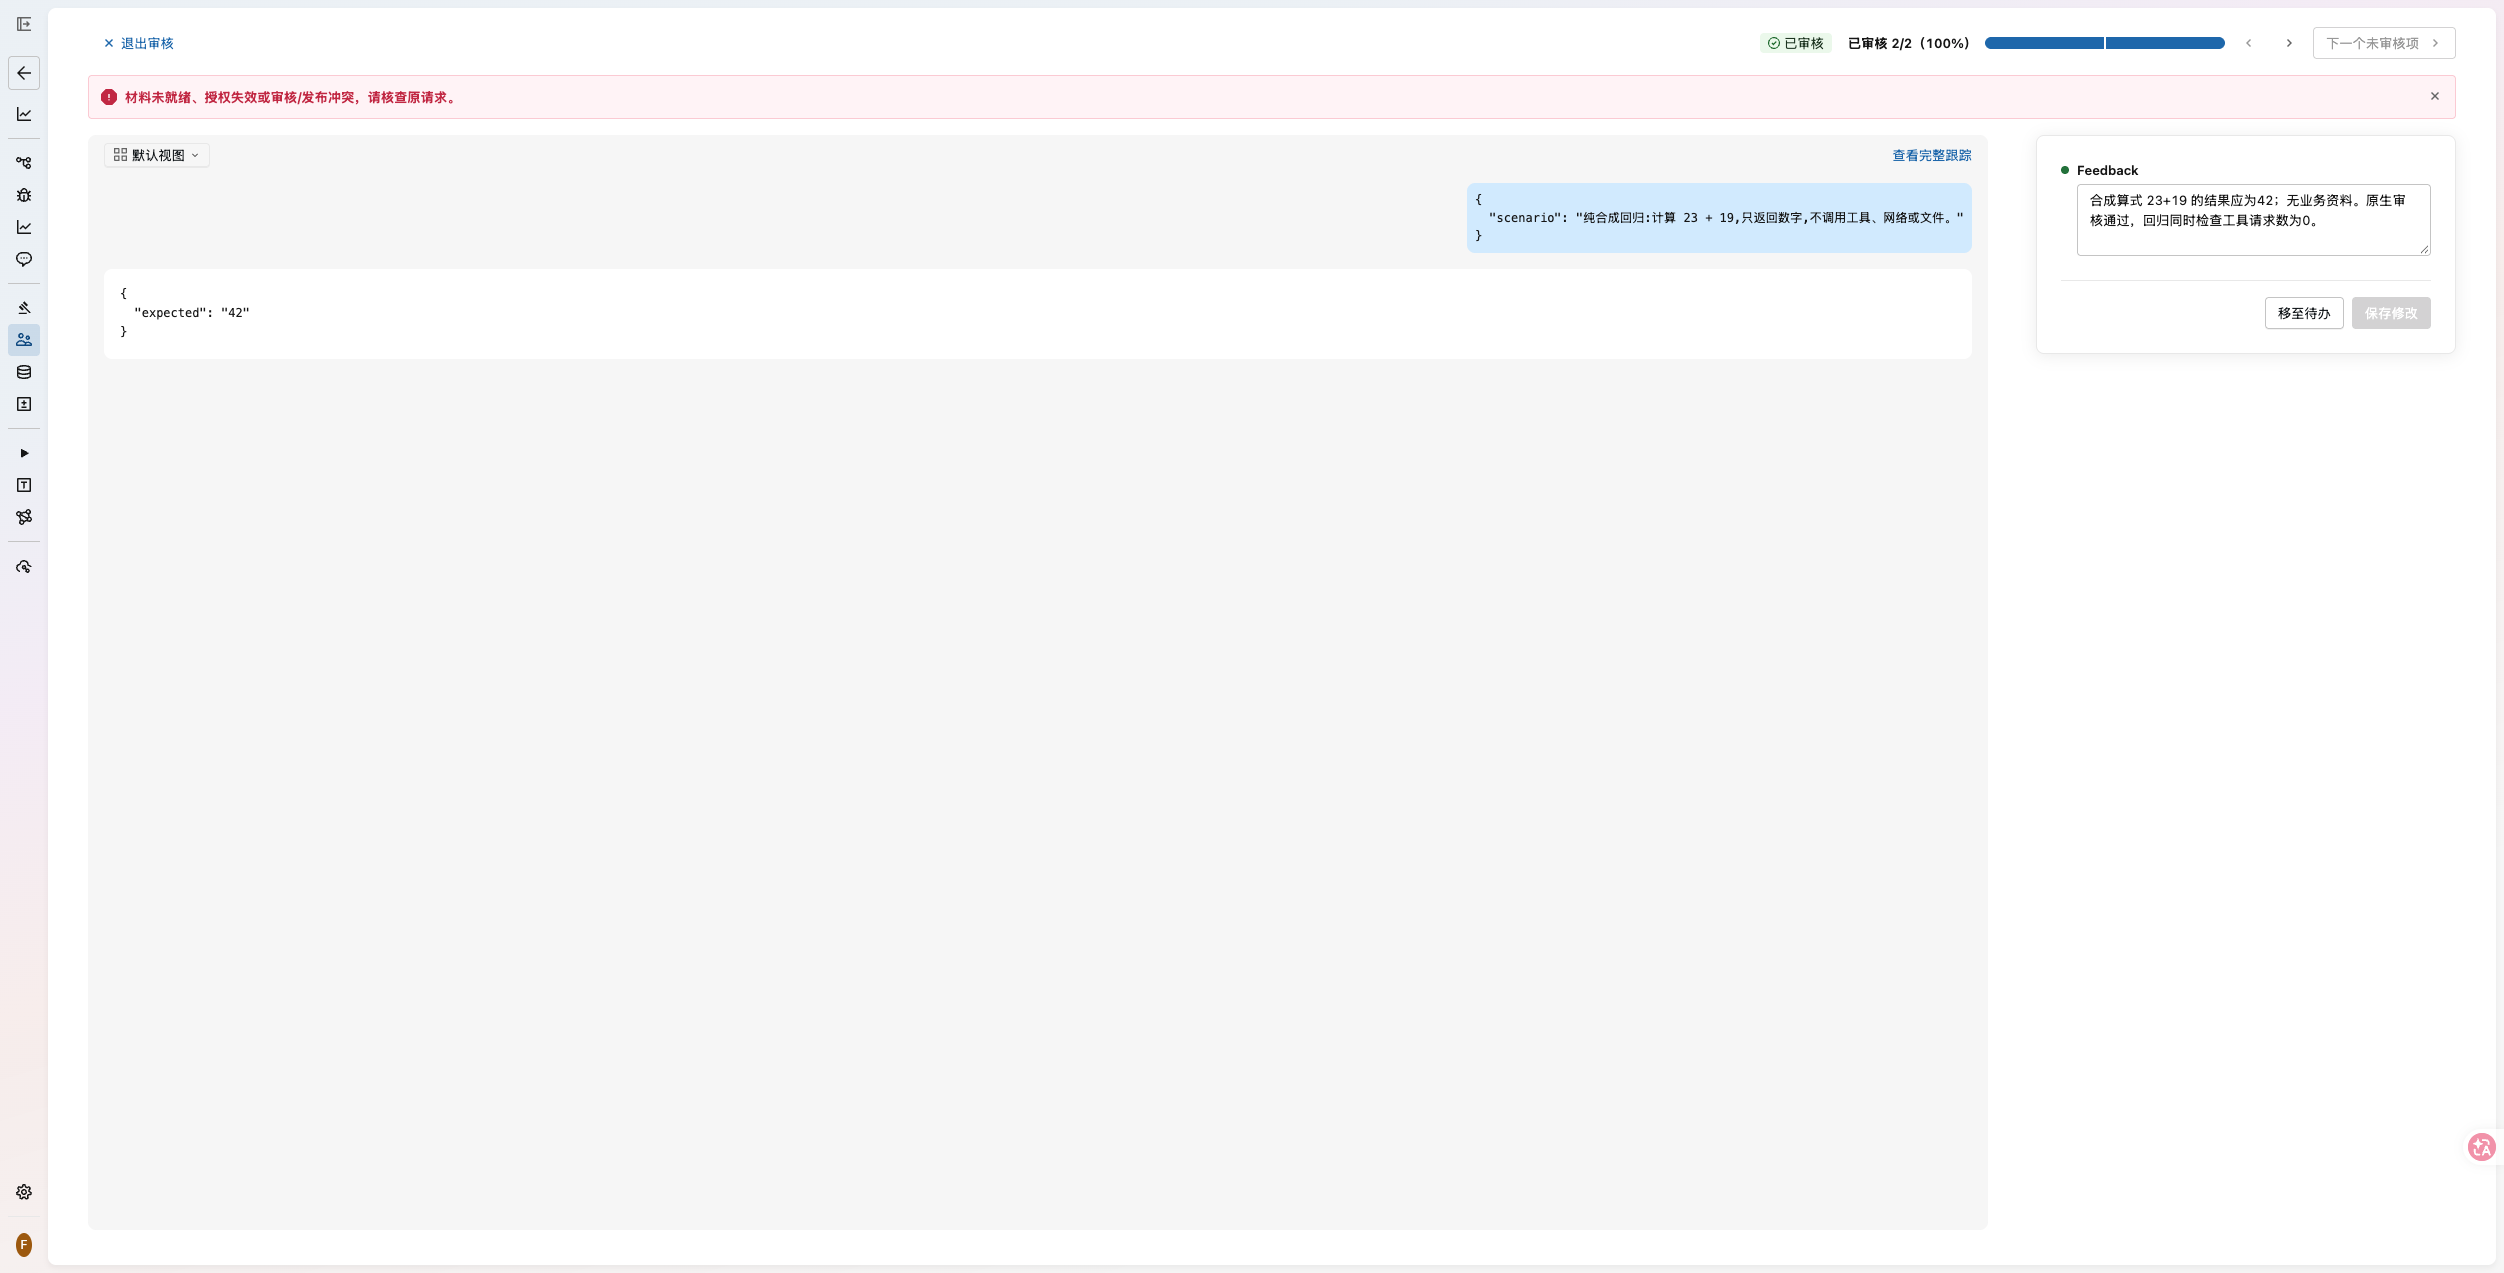 退出审核
已审核
已审核 2/2（100%）
下一个未审核项
材料未就绪、授权失效或审核/发布冲突，请核查原请求。
默认视图
查看完整跟踪
{
"scenario": "纯合成回归:计算 23 + 19,只返回数字,不调用工具、网络或文件。"
}
{
"expected": "42"
}
Feedback
合成算式 23+19 的结果应为42；无业务资料。原生审
核通过，回归同时检查工具请求数为0。
移至待办
保存修改
F